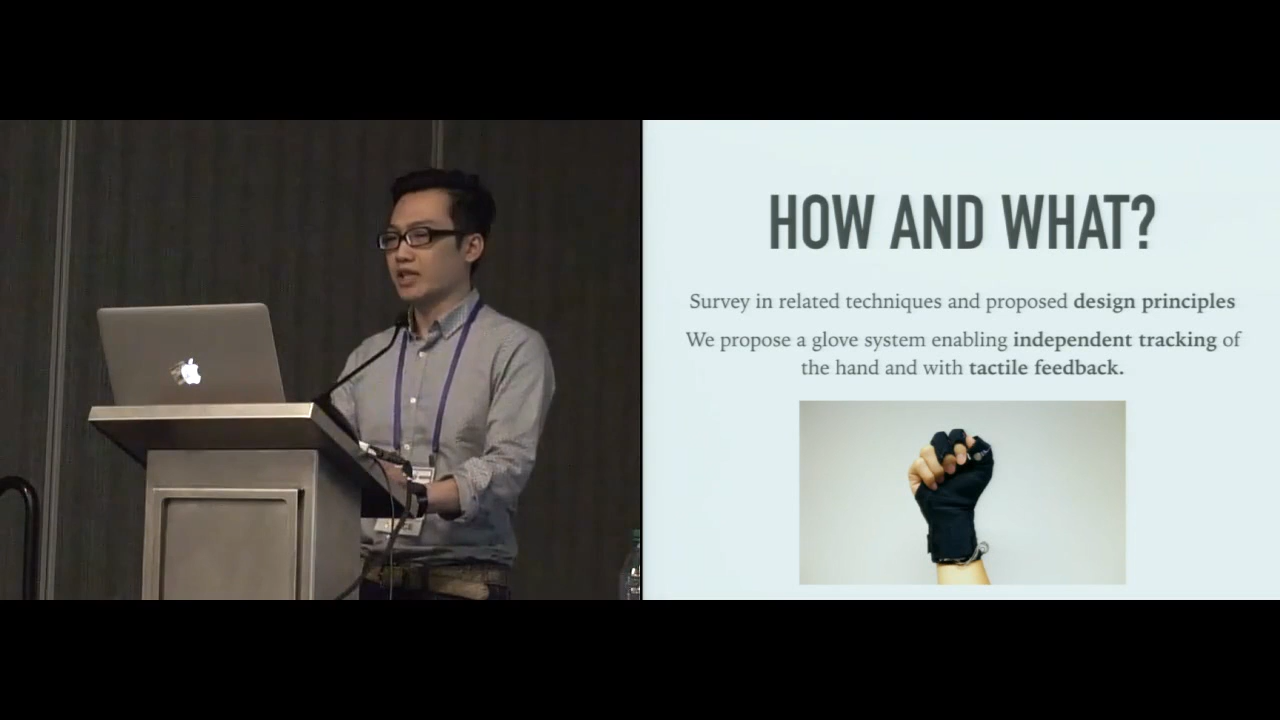 HOW AND WHAT?
Survey in related techniques and proposed design principles
We propose a glove system enabling independent tracking of
the hand and with tactile feedback.